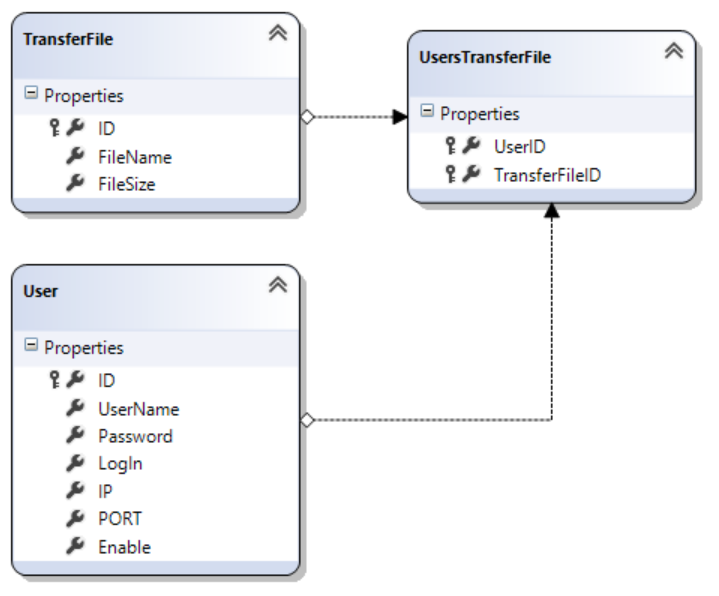 TransferFile
Properties
ID
FileName
FileSize
UsersTransferFile
Properties
UserID
TransferFileID
User
Properties
ID
UserName
Password
LogIn
IP
PORT
Enable